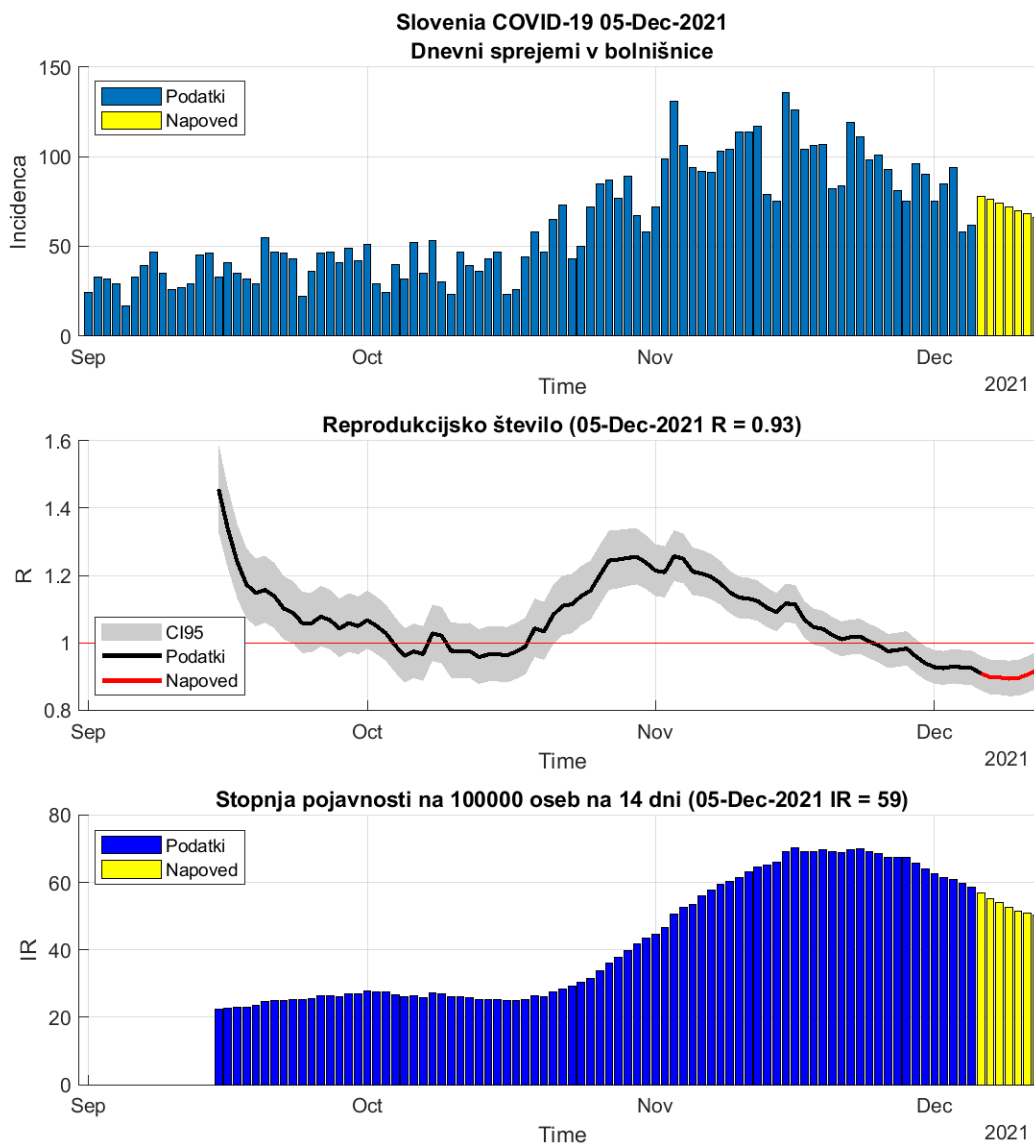 Slovenia COVID-19 05-Dec-2021
Dnevni sprejemi v bolnišnice
150
100
50
0
Incidenca
Podatki
Napoved
Sep
Oct
Nov
Dec
Time
2021
Reprodukcijsko število (05-Dec-2021 R = 0.93)
1.6
1.4
1.2
1
0.8
R
CI95
Podatki
Napoved
Sep
Oct
Nov
Dec
Time
2021
Stopnja pojavnosti na 100000 oseb na 14 dni (05-Dec-2021 IR = 59)
80
60
40
20
0
IR
Podatki
Napoved
Sep
Oct
Nov
Dec
Time
2021